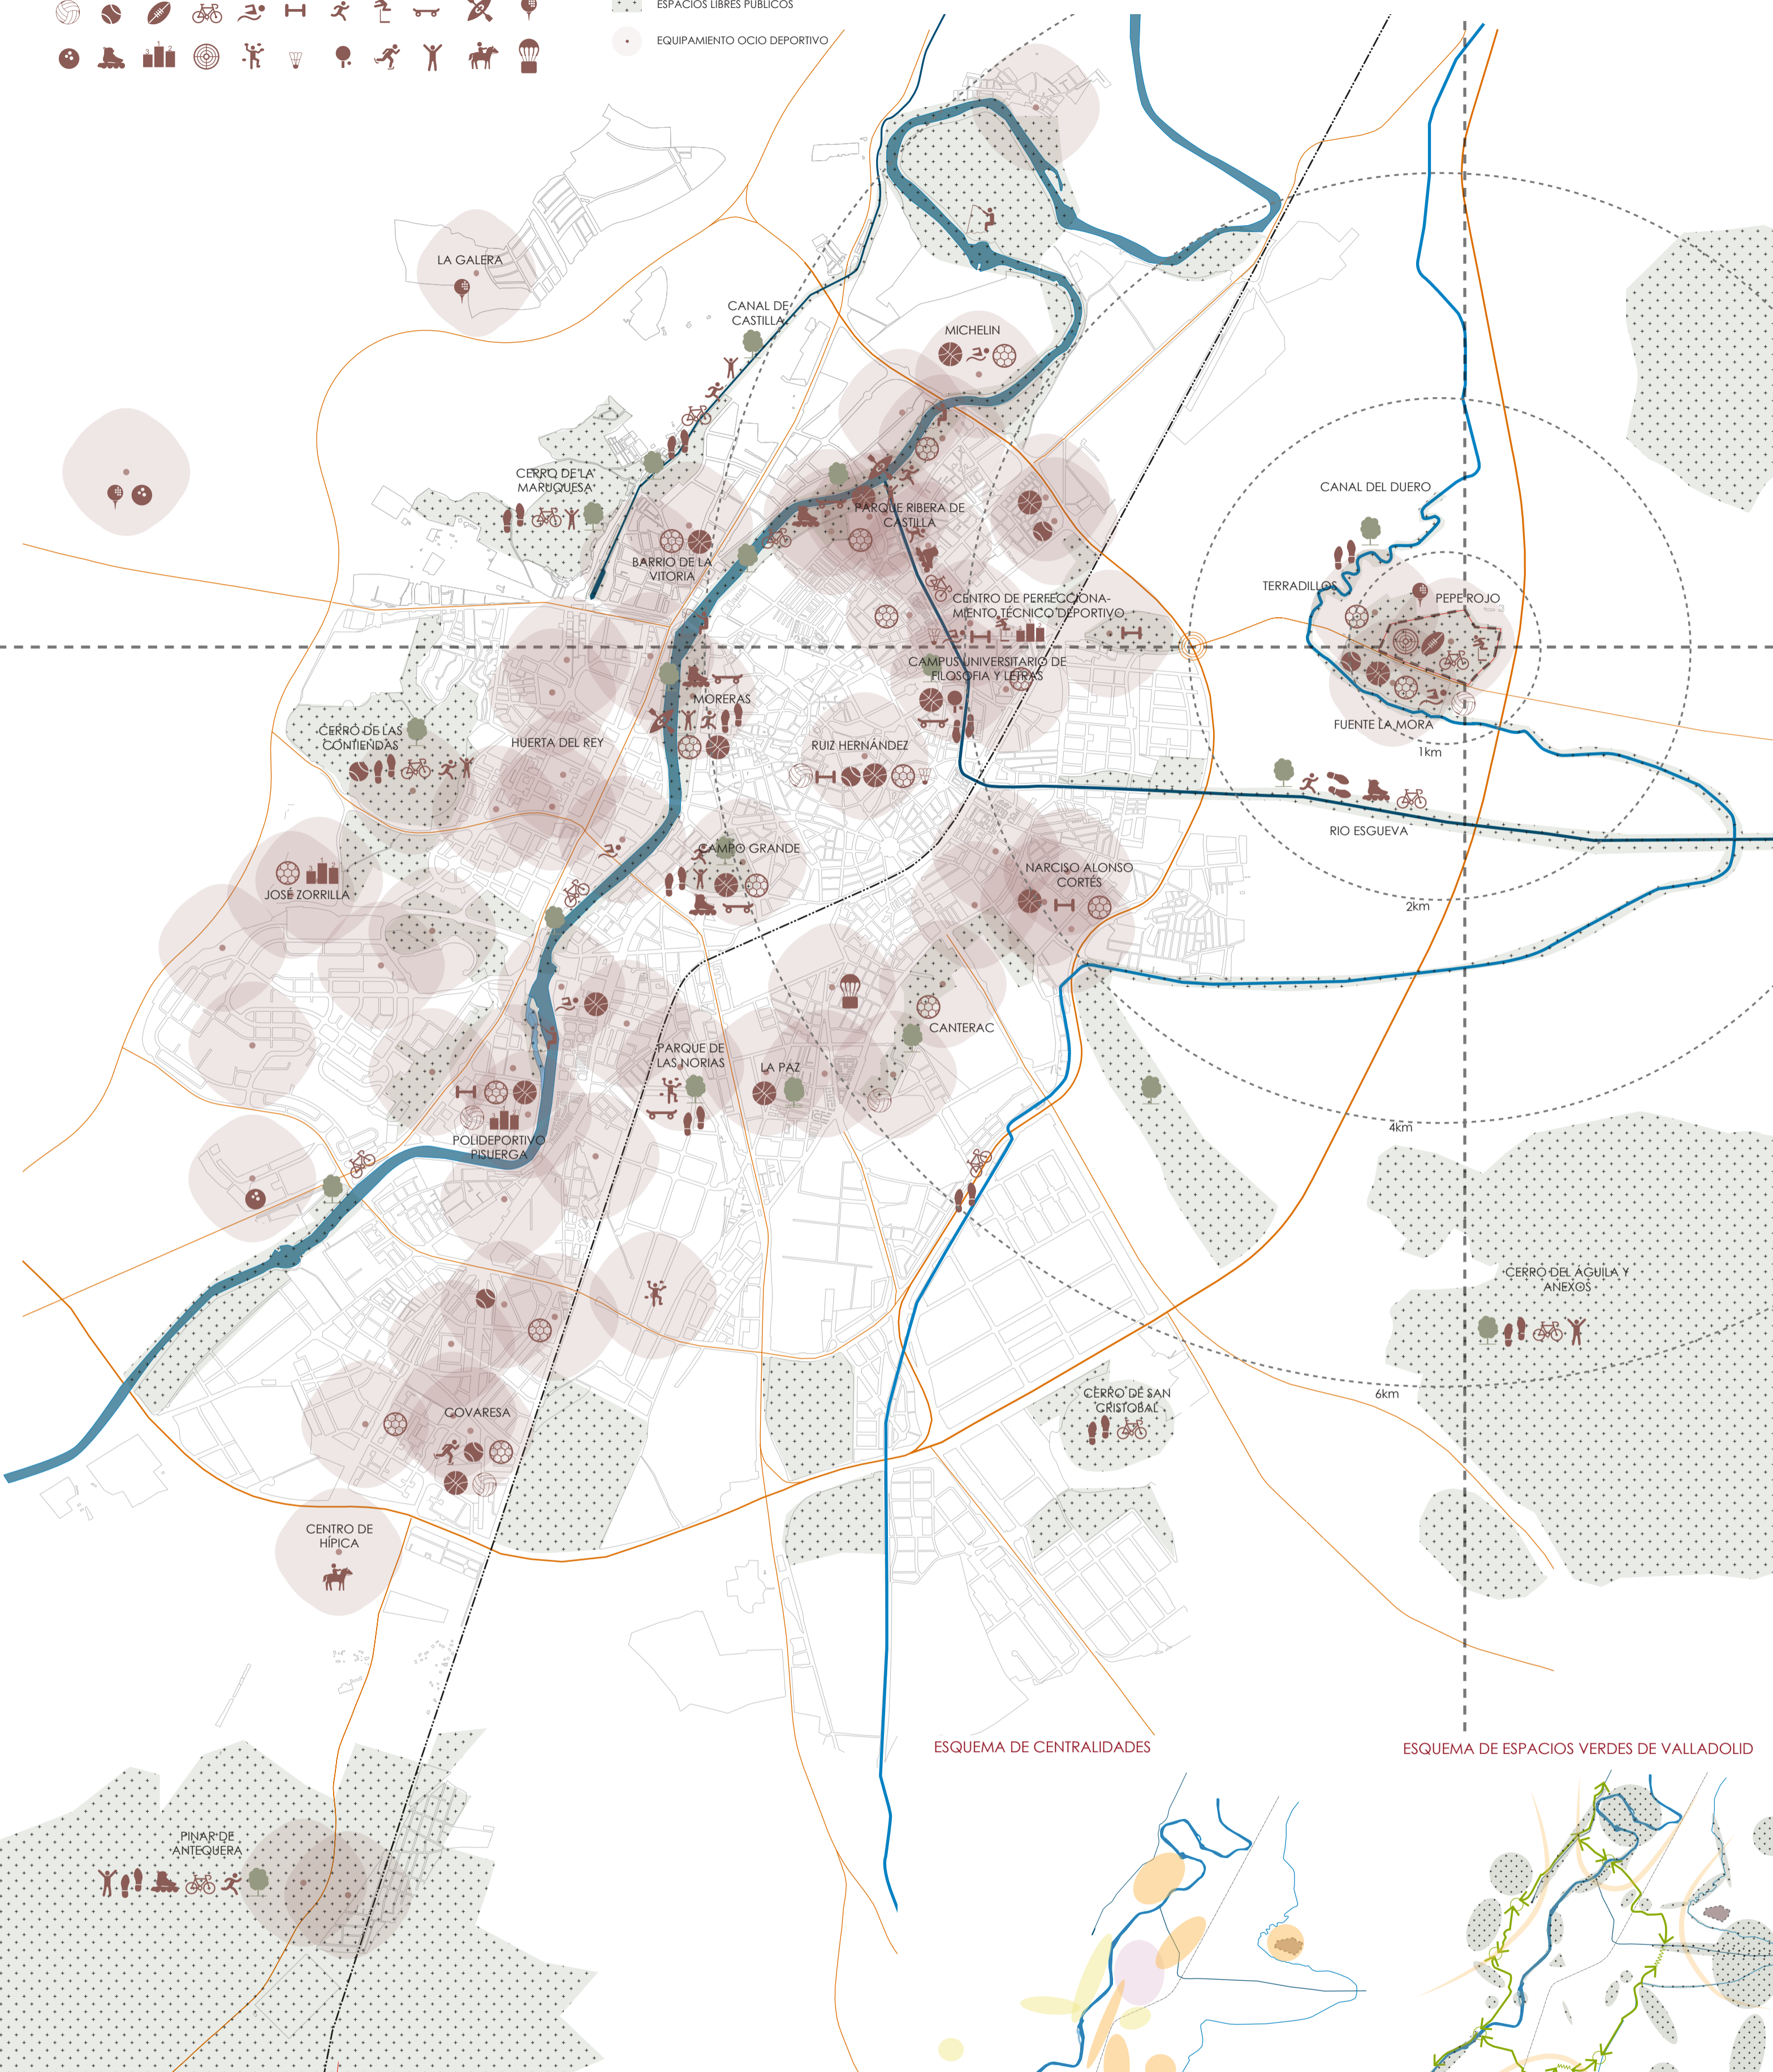 ESPACIOS LIBRES PÚBLICOS
EQUIPAMIENTO OCIO DEPORTIVO
LA GALERA
CANAL DE
CASTILLA
MICHELIN
CERRO DE LA
MARUQUESA
PARQUE RIBERA DE
CASTILLA
BARRIO DE LA
VITORIA
CANAL DEL DUERO
TERRADILLOS
PEPE ROJO
CENTRO DE PERFECCIONA-
MIENTO TÉCNICO DEPORTIVO
CAMPUS UNIVERSITARIO DE
FILOSOFIA Y LETRAS
MORERAS
CERRO DE LAS
CONTIENDAS
HUERTA DEL REY
RUIZ HERNÁNDEZ
FUENTE LA MORA
1km
RIO ESGUEVA
CAMPO GRANDE
JOSÉ ZORRILLA
NARCISO ALONSO
CORTÉS
2km
CANTERAC
PARQUE DE
LAS NORIAS
LA PAZ
4km
POLIDEPORTIVO
PISUERGA
CERRO DEL ÁGUILA Y
ANEXOS
6km
CERRO DE SAN
CRISTOBAL
COVARESA
CENTRO DE
HÍPICA
ESQUEMA DE CENTRALIDADES
ESQUEMA DE ESPACIOS VERDES DE VALLADOLID
PINAR DE
ANTEQUERA